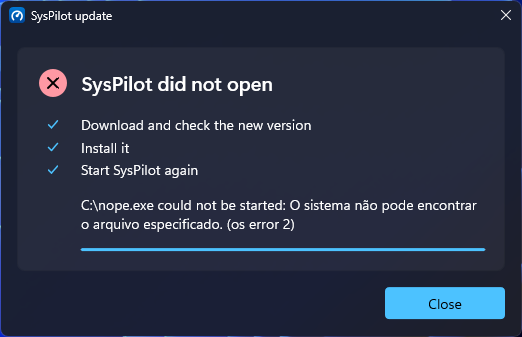 SysPilot update
SysPilot did not open
Download and check the new version
Install it
Start SysPilot again
C:\nope.exe could not be started: O sistema não pode encontrar
o arquivo especificado. (os error 2)
Close